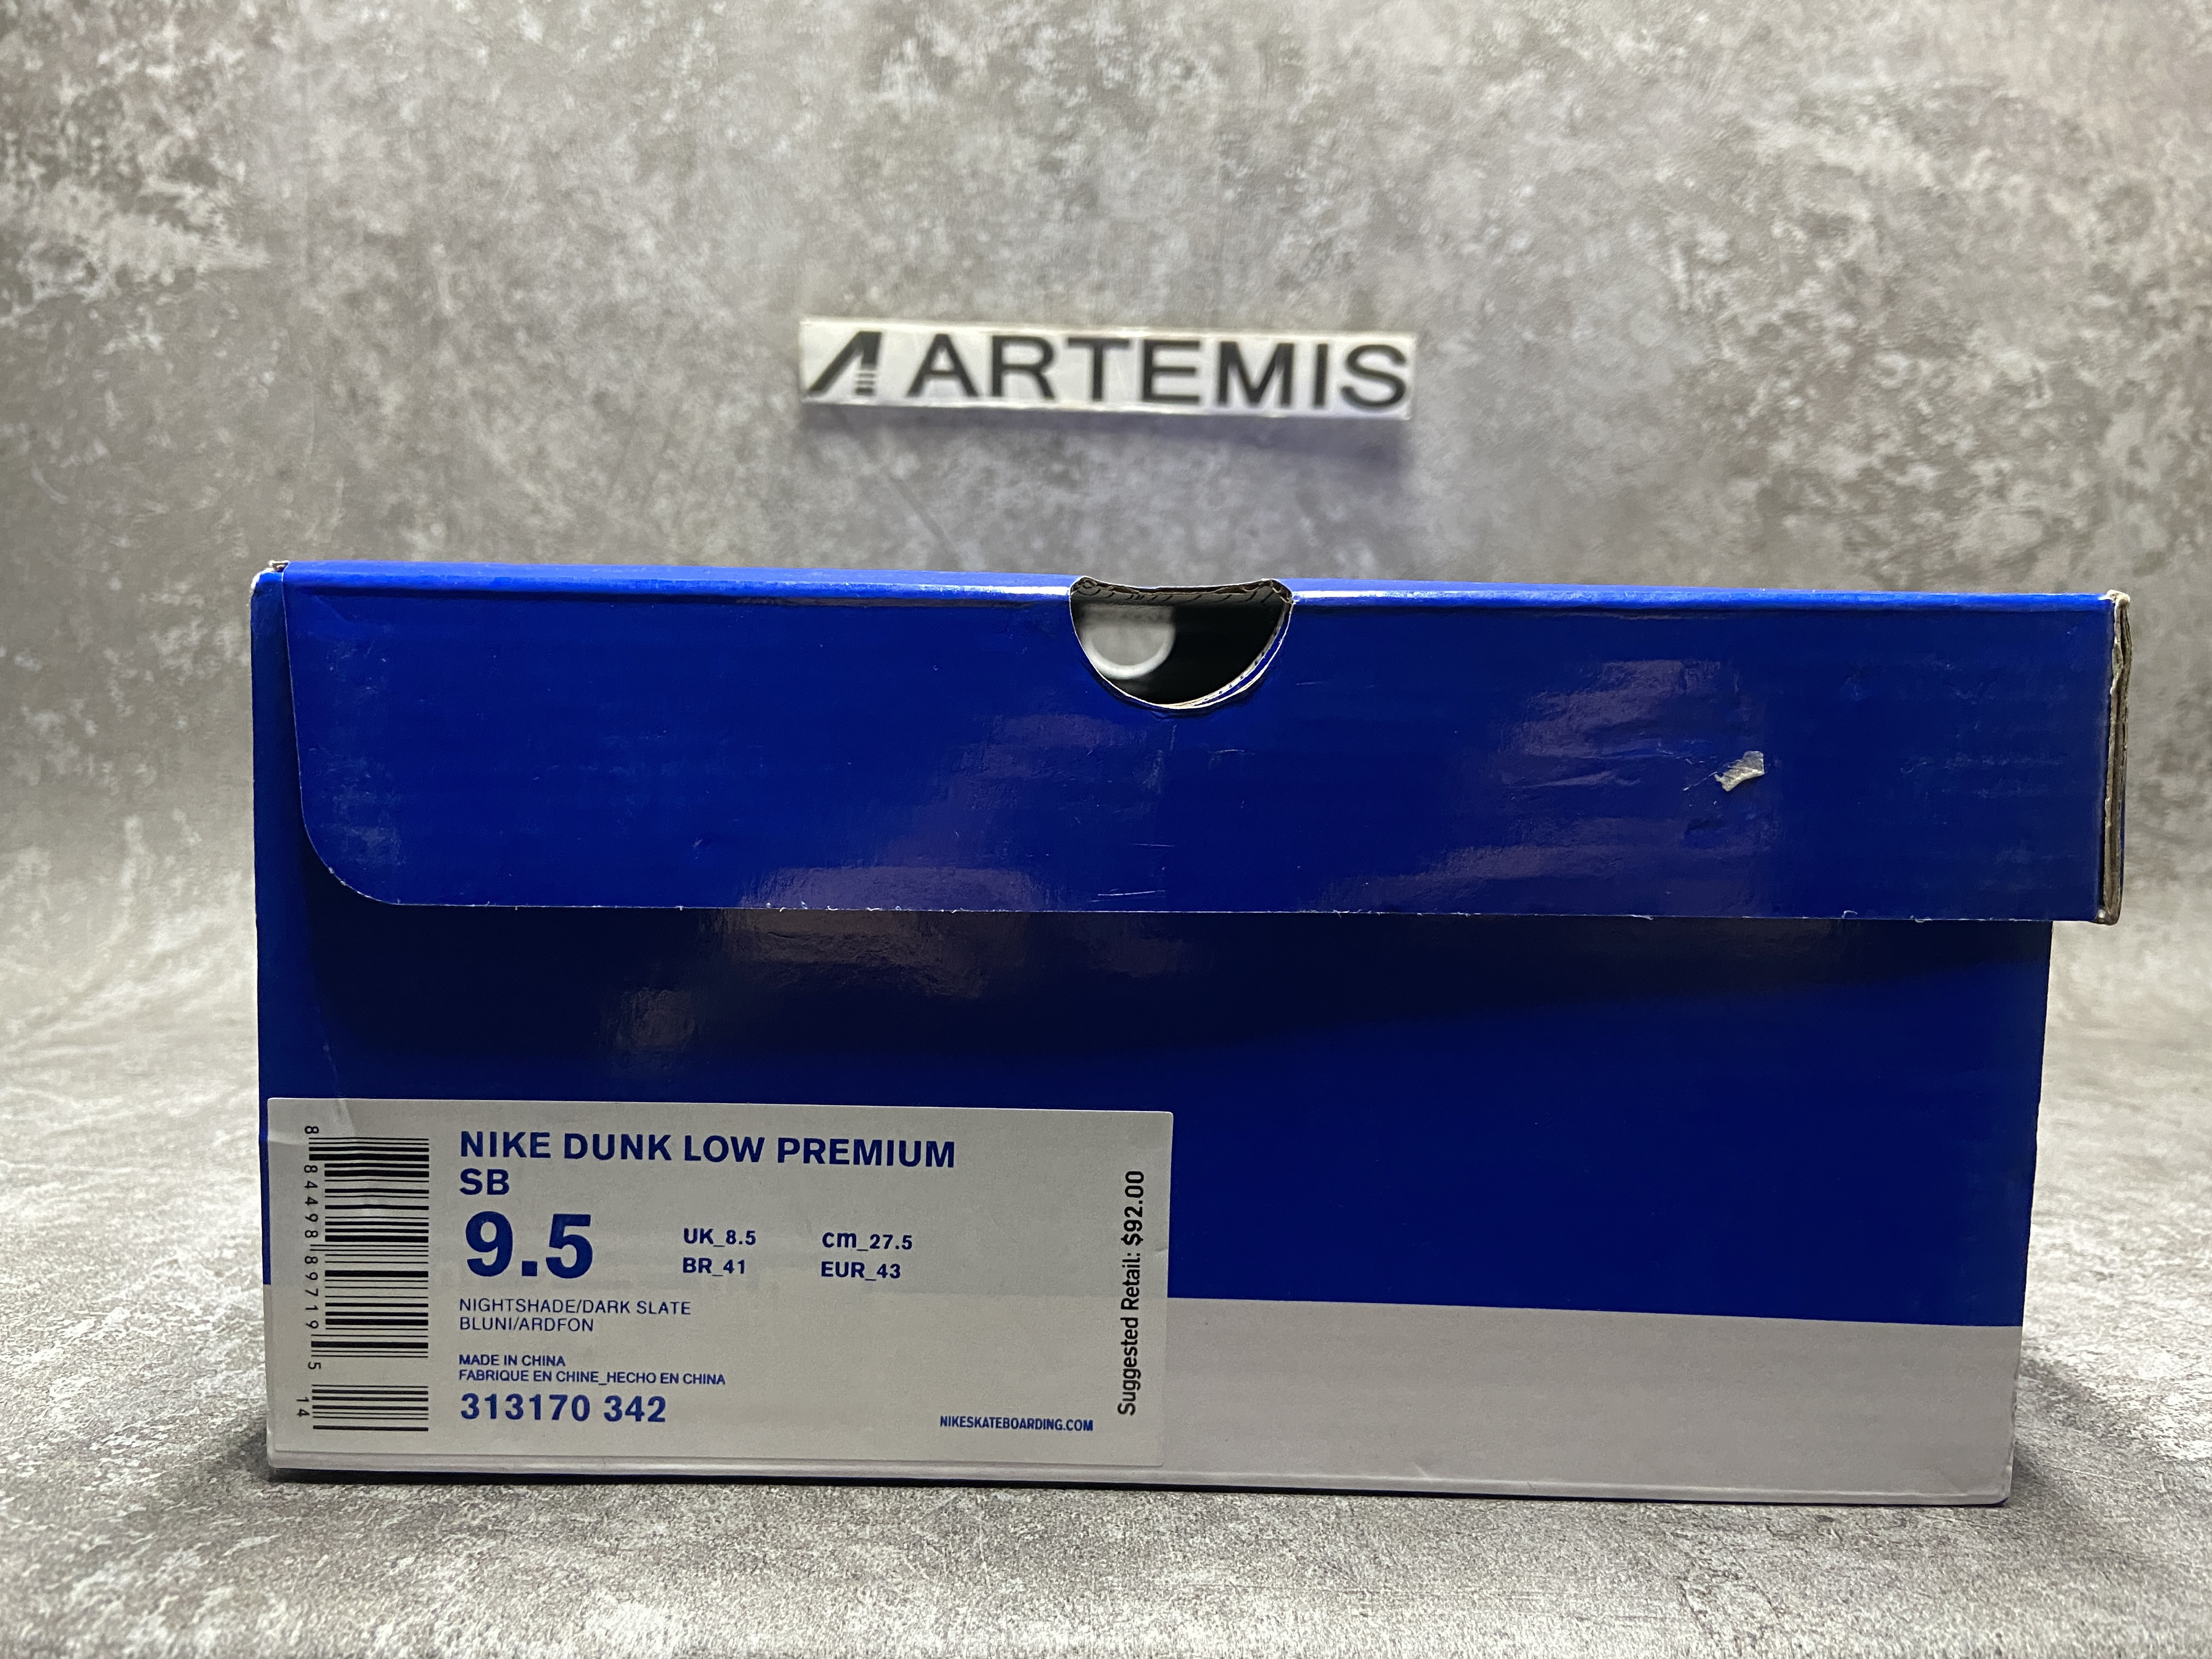 ARTEMIS
NIKE DUNK LOW PREMIUM
SB
9.5
UK_8.5
cm_27.5
BR_41
EUR_43
NIGHTSHADE/DARK SLATE
BLUNI/ARDFON
MADE IN CHINA
FABRIQUE EN CHINE_HECHO EN CHINA
313170 342
NIKESKATEBOARDING.COM
Suggested Retail: $92.00
8 84498 89719 5
14